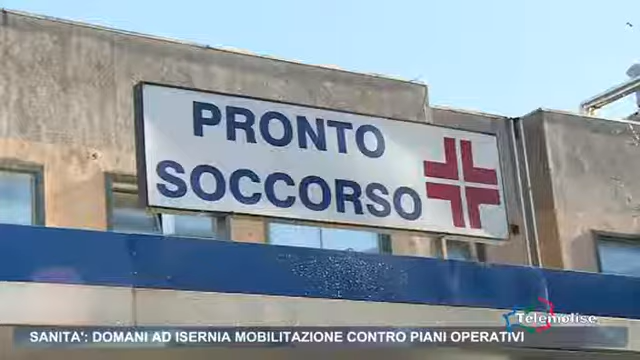 PRONTO
SOCCORSO
Telemolise
SANITA': DOMANI AD ISERNIA MOBILITAZIONE CONTRO PIANI OPERATIVI